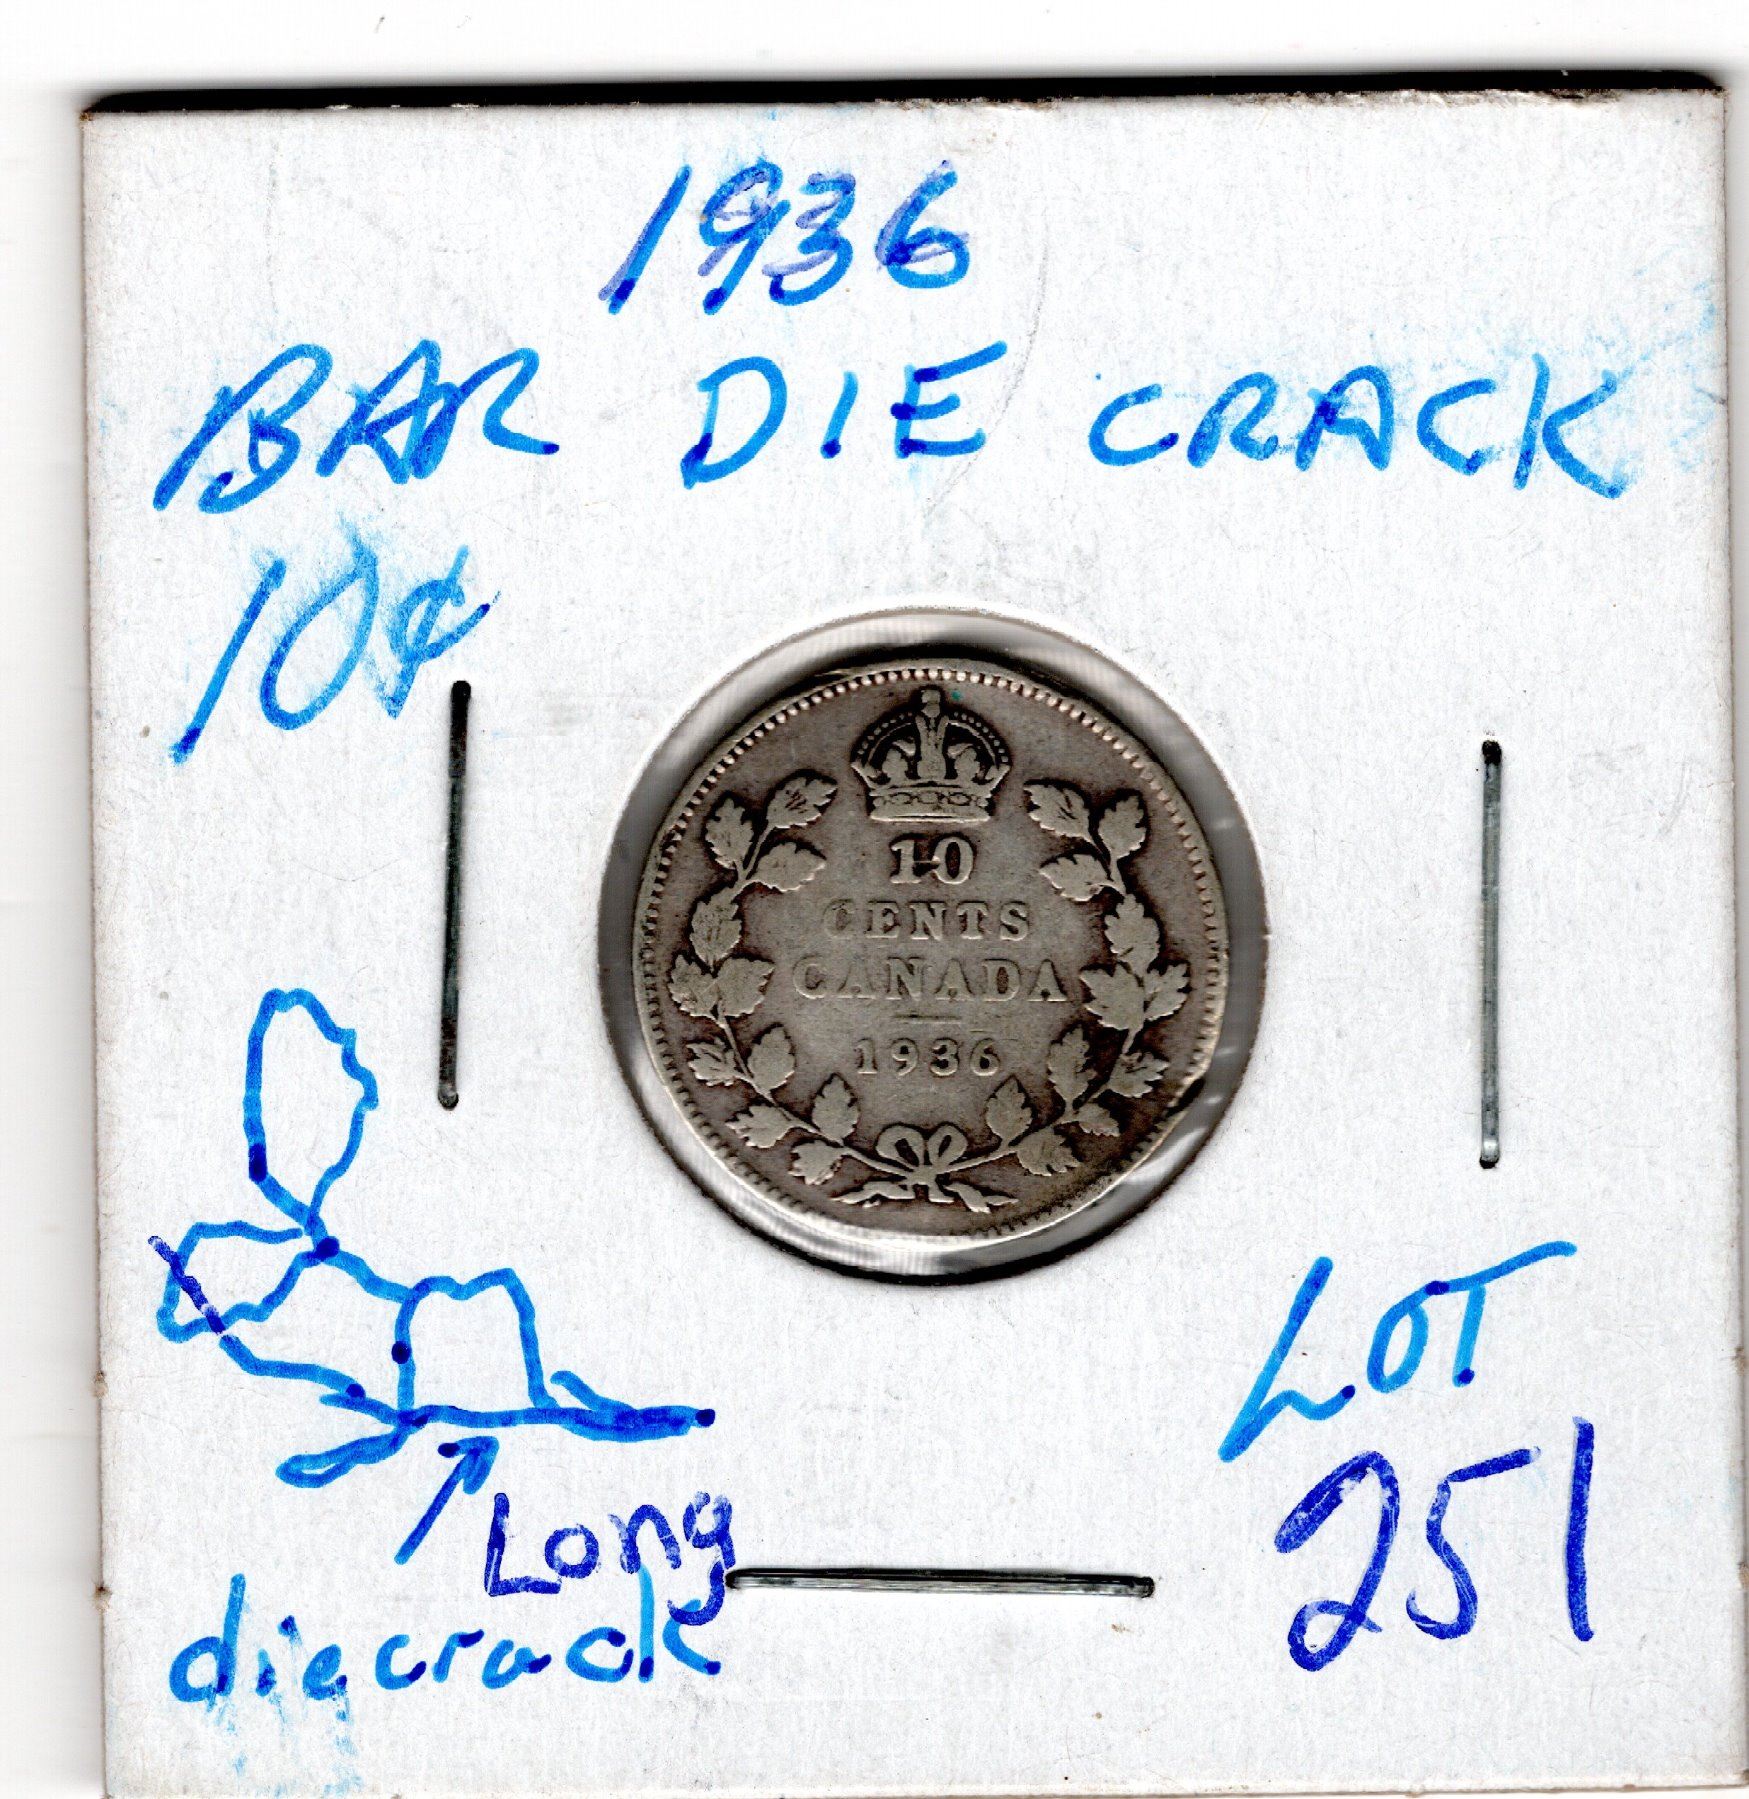 1936
BAR DIE CRACK
10¢
10
CENTS
CANADA
1936
LOT
251
Long
diecrack